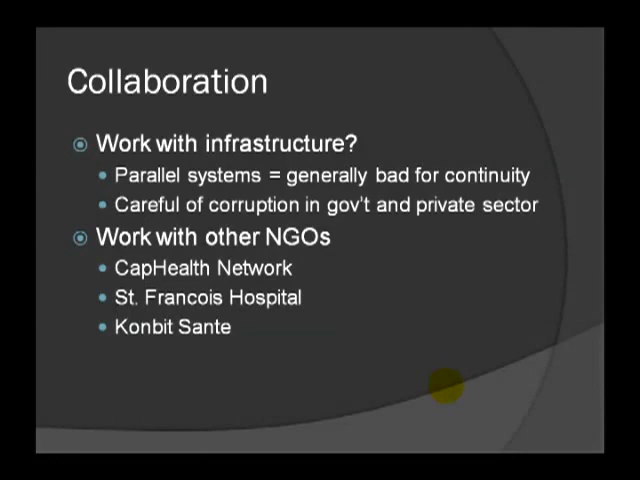 Collaboration
Work with infrastructure?
Parallel systems = generally bad for continuity
Careful of corruption in gov't and private sector
Work with other NGOs
CapHealth Network
St. Francois Hospital
Konbit Sante